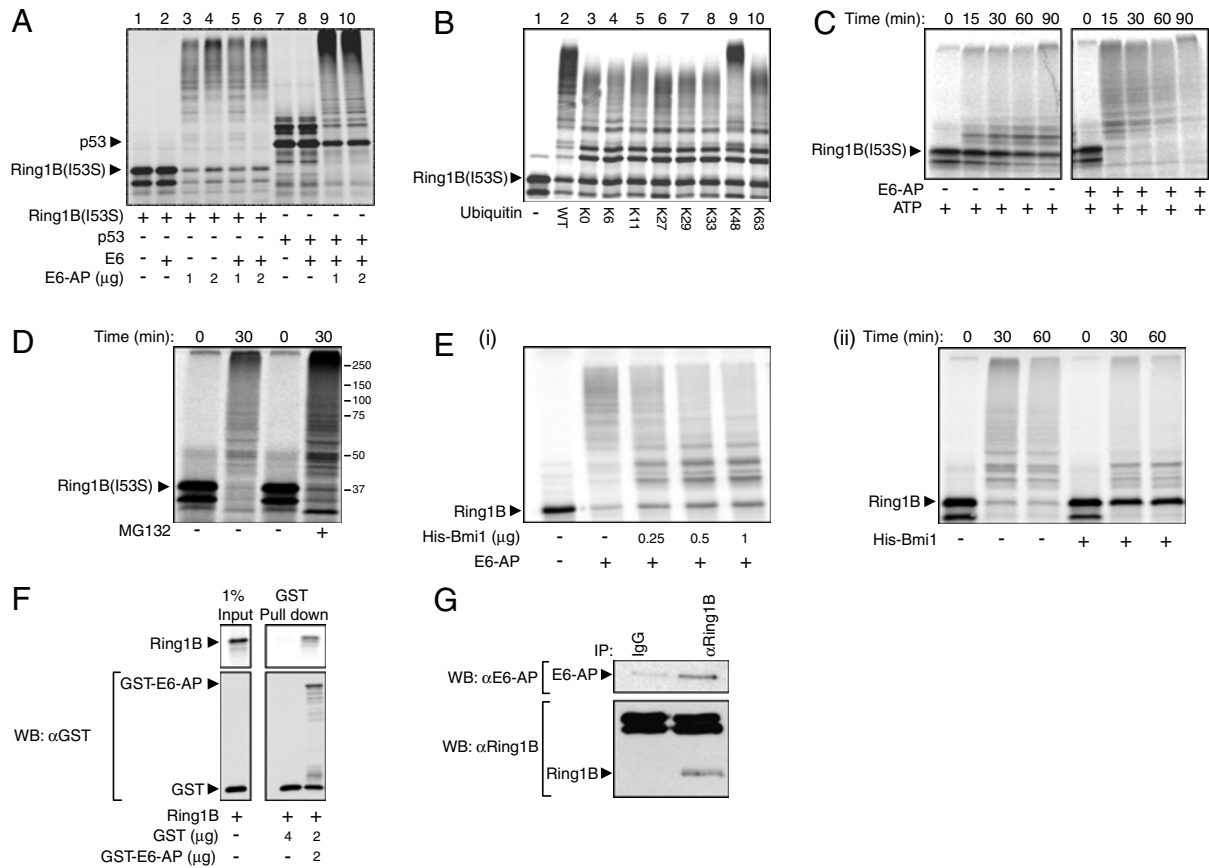 A
1 2 3 4 5 6 7 8 9 10
p53
Ring1B(I53S)
Ring1B(I53S) + + + + + + - - - -
p53 - - - - - - + + + +
E6 - + - - + + - + + +
E6-AP (μg) - - 1 2 1 2 - - 1 2
B
1 2 3 4 5 6 7 8 9 10
Ring1B(I53S)
Ubiquitin - WT K0 K6 K11 K27 K29 K33 K48 K63
C
Time (min): 0 15 30 60 90 0 15 30 60 90
Ring1B(I53S)
E6-AP + + + + +
ATP + + + + + + + + + +
D
Time (min): 0 30 0 30
250
150
100
75
50
37
Ring1B(I53S)
MG132 - - - +
E (i)
Ring1B
His-Bmi1 (μg) - - 0.25 0.5 1
E6-AP - + + + +
(ii) Time (min): 0 30 60 0 30 60
Ring1B
His-Bmi1 - - - + + +
F
1% Input
GST Pull down
Ring1B
GST-E6-AP
WB: αGST
GST
Ring1B + + +
GST (μg) - 4 2
GST-E6-AP (μg) - - 2
G
IP: IgG αRing1B
WB: αE6-AP E6-AP
WB: αRing1B
Ring1B